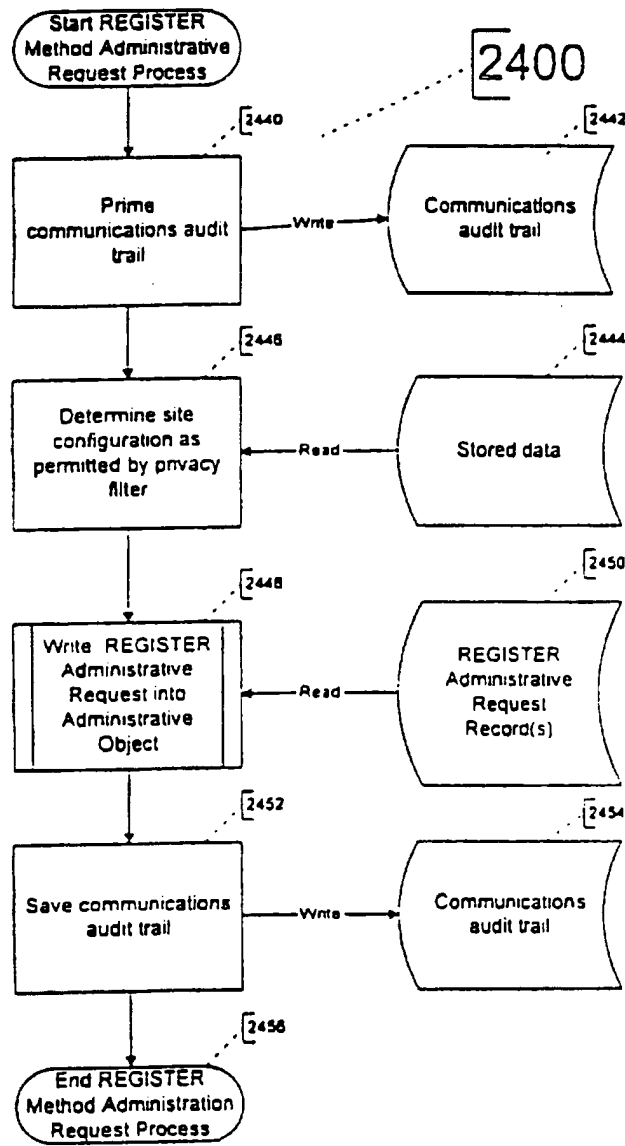 Start REGISTER
Method Administrative
Request Process
2400
2440
2442
Prime
communications audit
trail
Write
Communications
audit trail
2446
2444
Determine site
configuration as
permitted by privacy
filter
Read
Stored data
2448
2450
Write REGISTER
Administrative
Request into
Administrative
Object
Read
REGISTER
Administrative
Request
Record(s)
2452
2454
Save communications
audit trail
Write
Communications
audit trail
2456
End REGISTER
Method Administration
Request Process